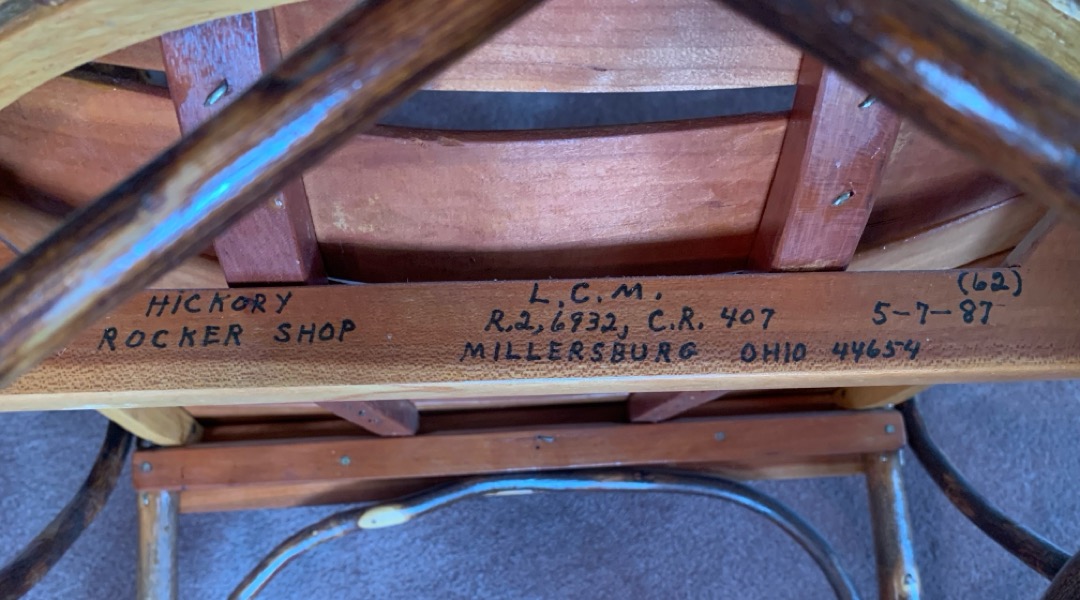 HICKORY
ROCKER SHOP
L.C.M.
R.2, 6932, C.R. 407
MILLERSBURG OHIO 44654
(62)
5-7-87